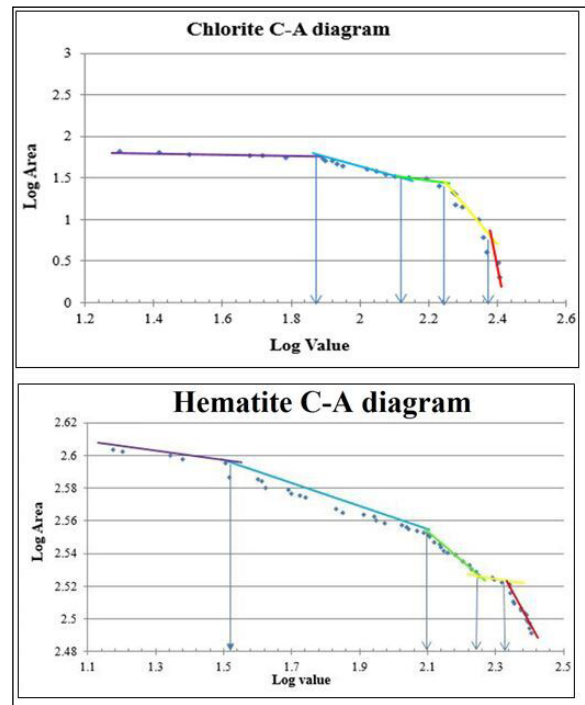 Chlorite C-A diagram
3
2.5
2
1.5
1
0.5
0
Log Area
1.2 1.4 1.6 1.8 2 2.2 2.4 2.6
Log Value
Hematite C-A diagram
2.62
2.6
2.58
2.56
2.54
2.52
2.5
2.48
Log Area
1.1 1.3 1.5 1.7 1.9 2.1 2.3 2.5
Log value